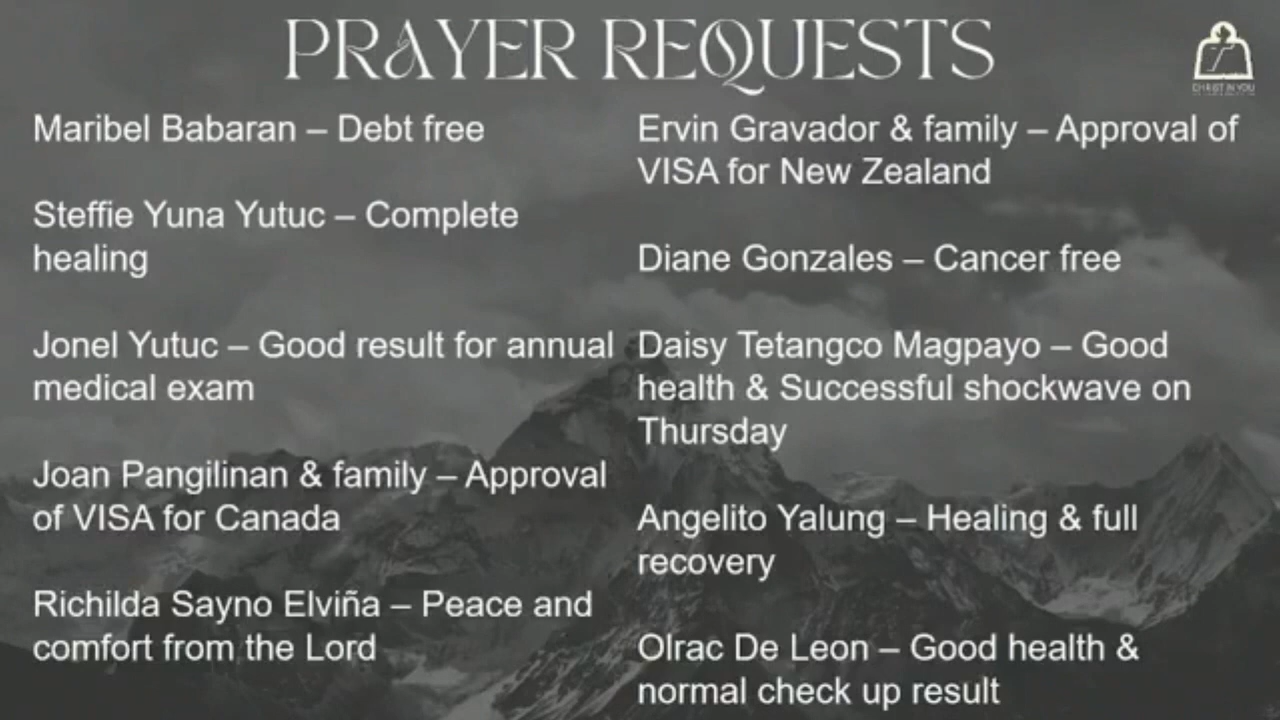 PRAYER REQUESTS
CHRIST IN YOU
Maribel Babaran – Debt free
Steffie Yuna Yutuc – Complete
healing
Jonel Yutuc – Good result for annual
medical exam
Joan Pangilinan & family – Approval
of VISA for Canada
Richilda Sayno Elviña – Peace and
comfort from the Lord
Ervin Gravador & family – Approval of
VISA for New Zealand
Diane Gonzales – Cancer free
Daisy Tetangco Magpayo – Good
health & Successful shockwave on
Thursday
Angelito Yalung – Healing & full
recovery
Olrac De Leon – Good health &
normal check up result